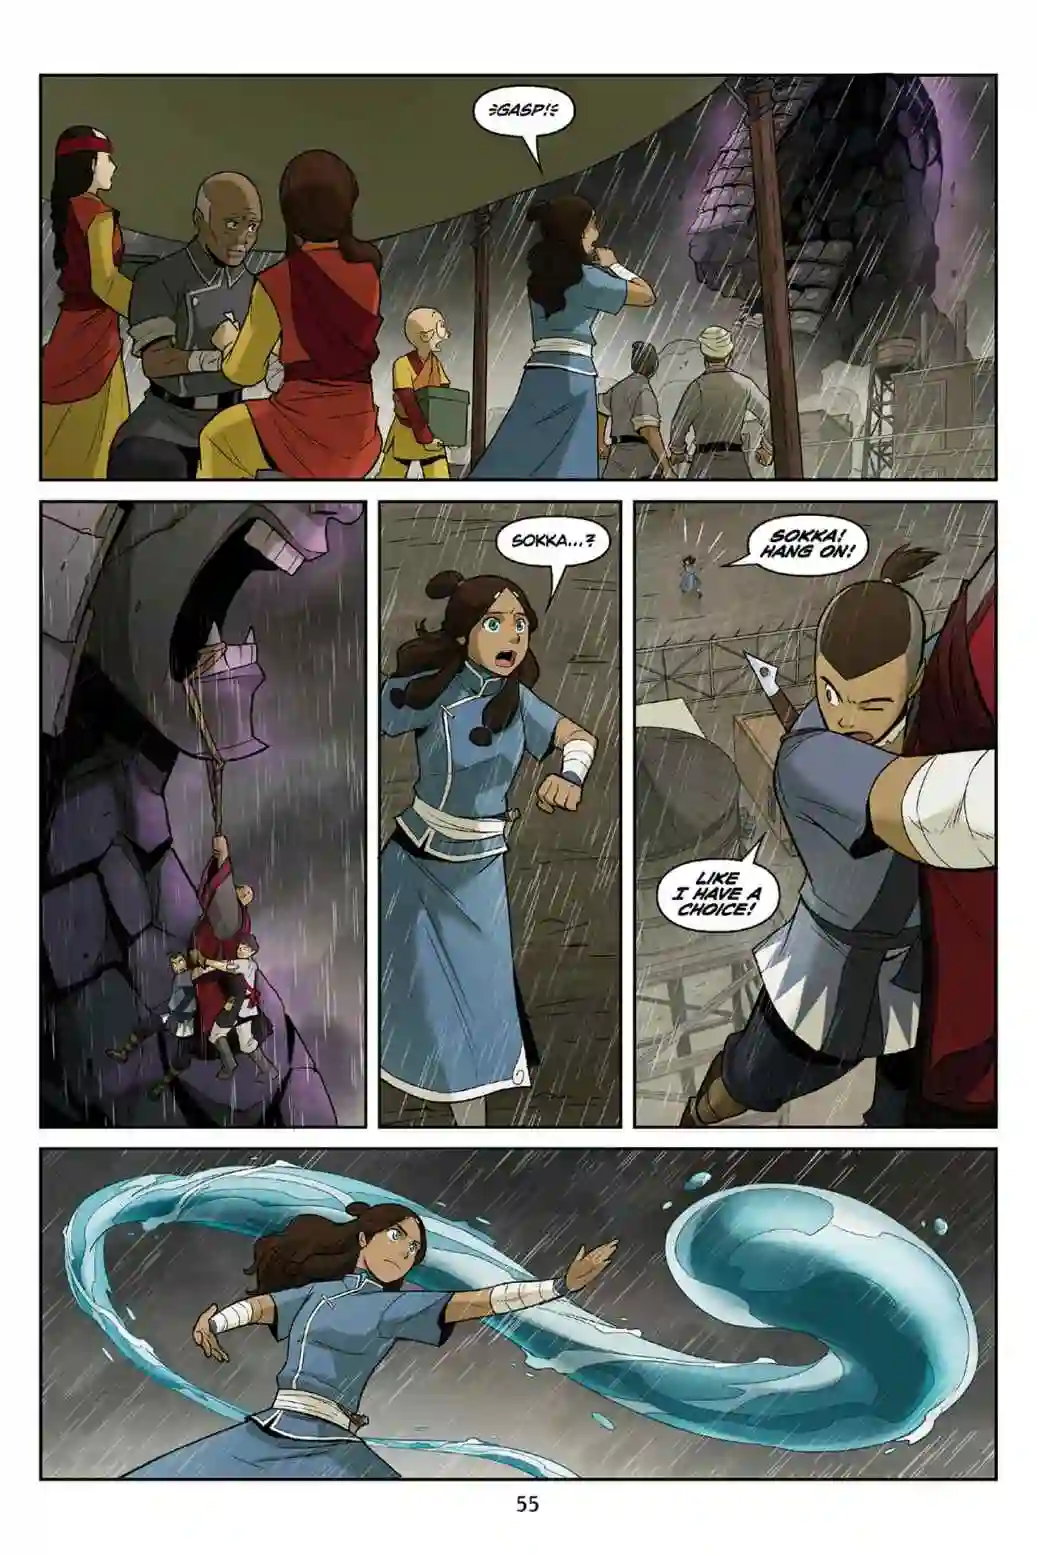 GASP!
SOKKA...?
SOKKA!
HANG ON!
LIKE
I HAVE A
CHOICE!
55